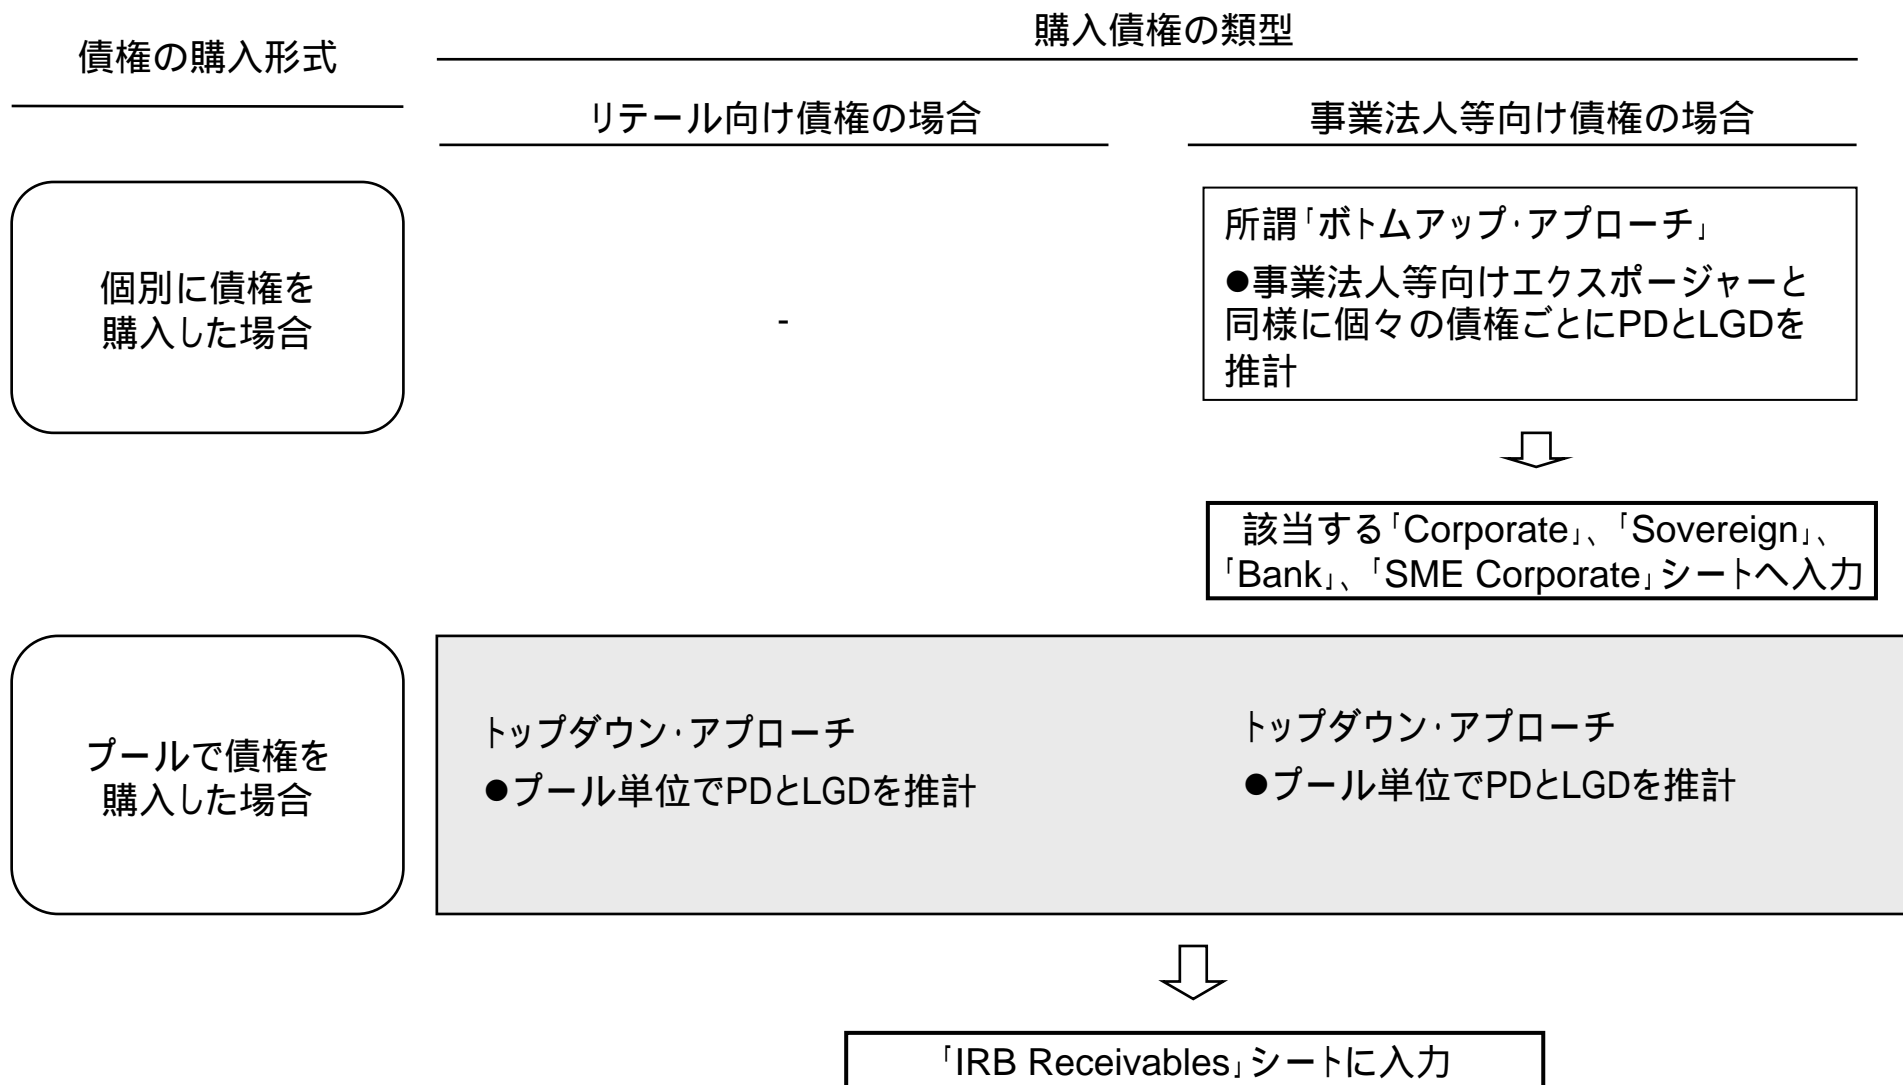 債権の購入形式
購入債権の類型
リテール向け債権の場合
事業法人等向け債権の場合
個別に債権を
購入した場合
-
所謂「ボトムアップ・アプローチ」
●事業法人等向けエクスポージャーと
同様に個々の債権ごとにPDとLGDを
推計
該当する「Corporate」、「Sovereign」、
「Bank」、「SME Corporate」シートへ入力
プールで債権を
購入した場合
トップダウン・アプローチ
●プール単位でPDとLGDを推計
トップダウン・アプローチ
●プール単位でPDとLGDを推計
「IRB Receivables」シートに入力